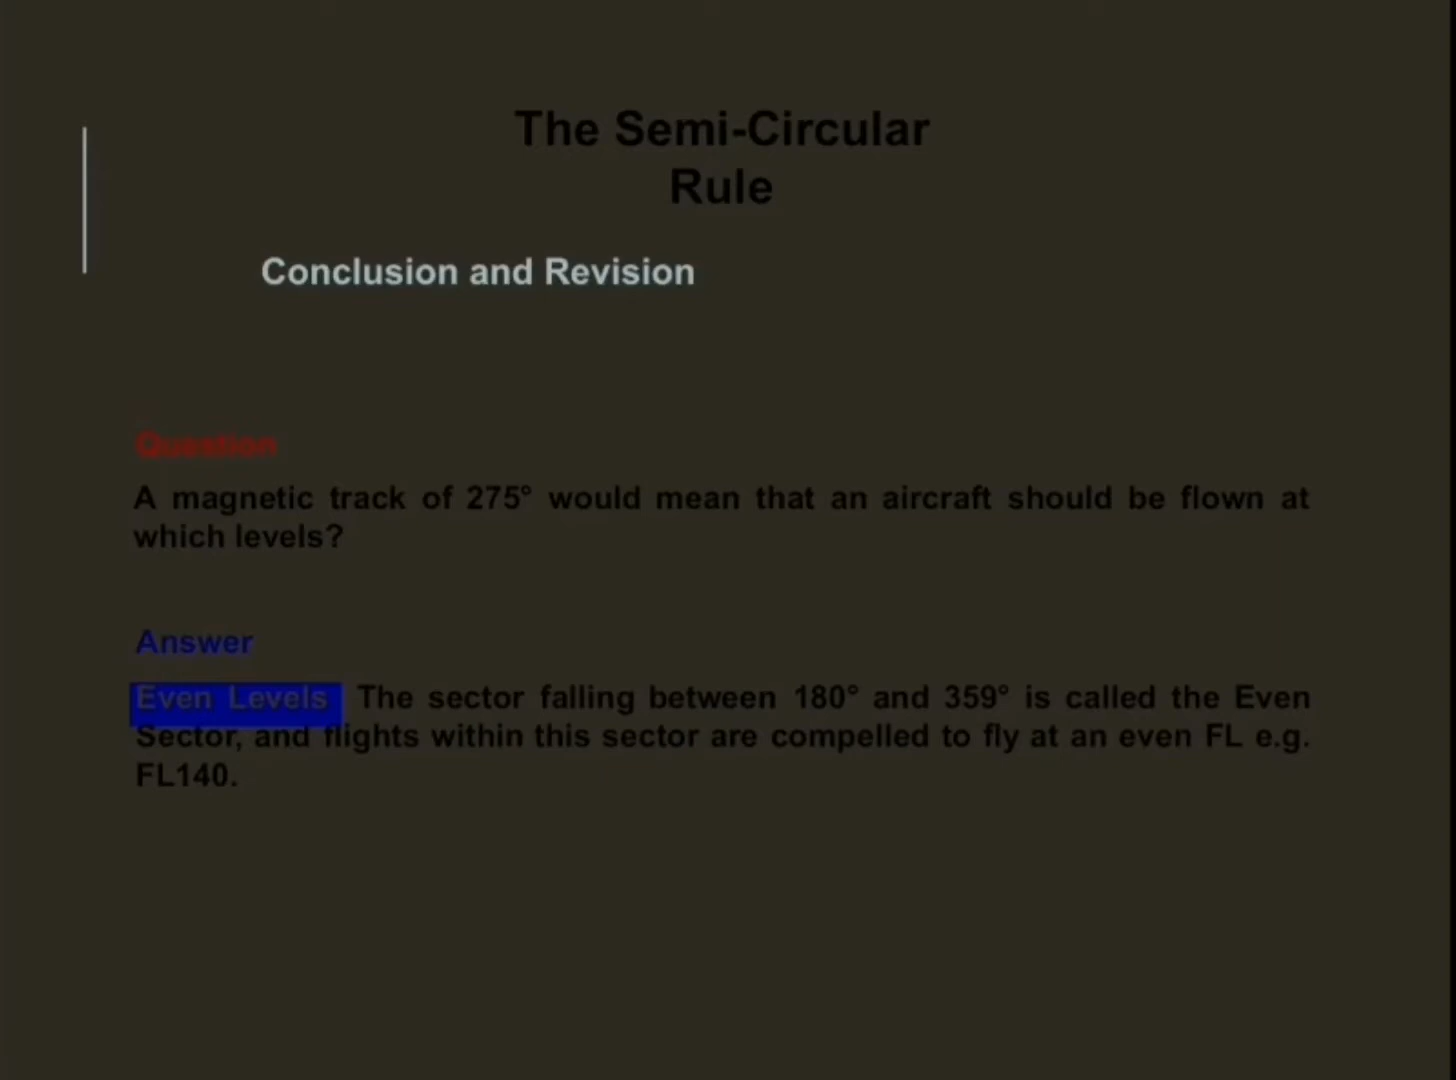 The Semi-Circular
Rule
Conclusion and Revision
Question
A magnetic track of 275° would mean that an aircraft should be flown at
which levels?
Answer
Even Levels The sector falling between 180° and 359° is called the Even
Sector, and flights within this sector are compelled to fly at an even FL e.g.
FL140.